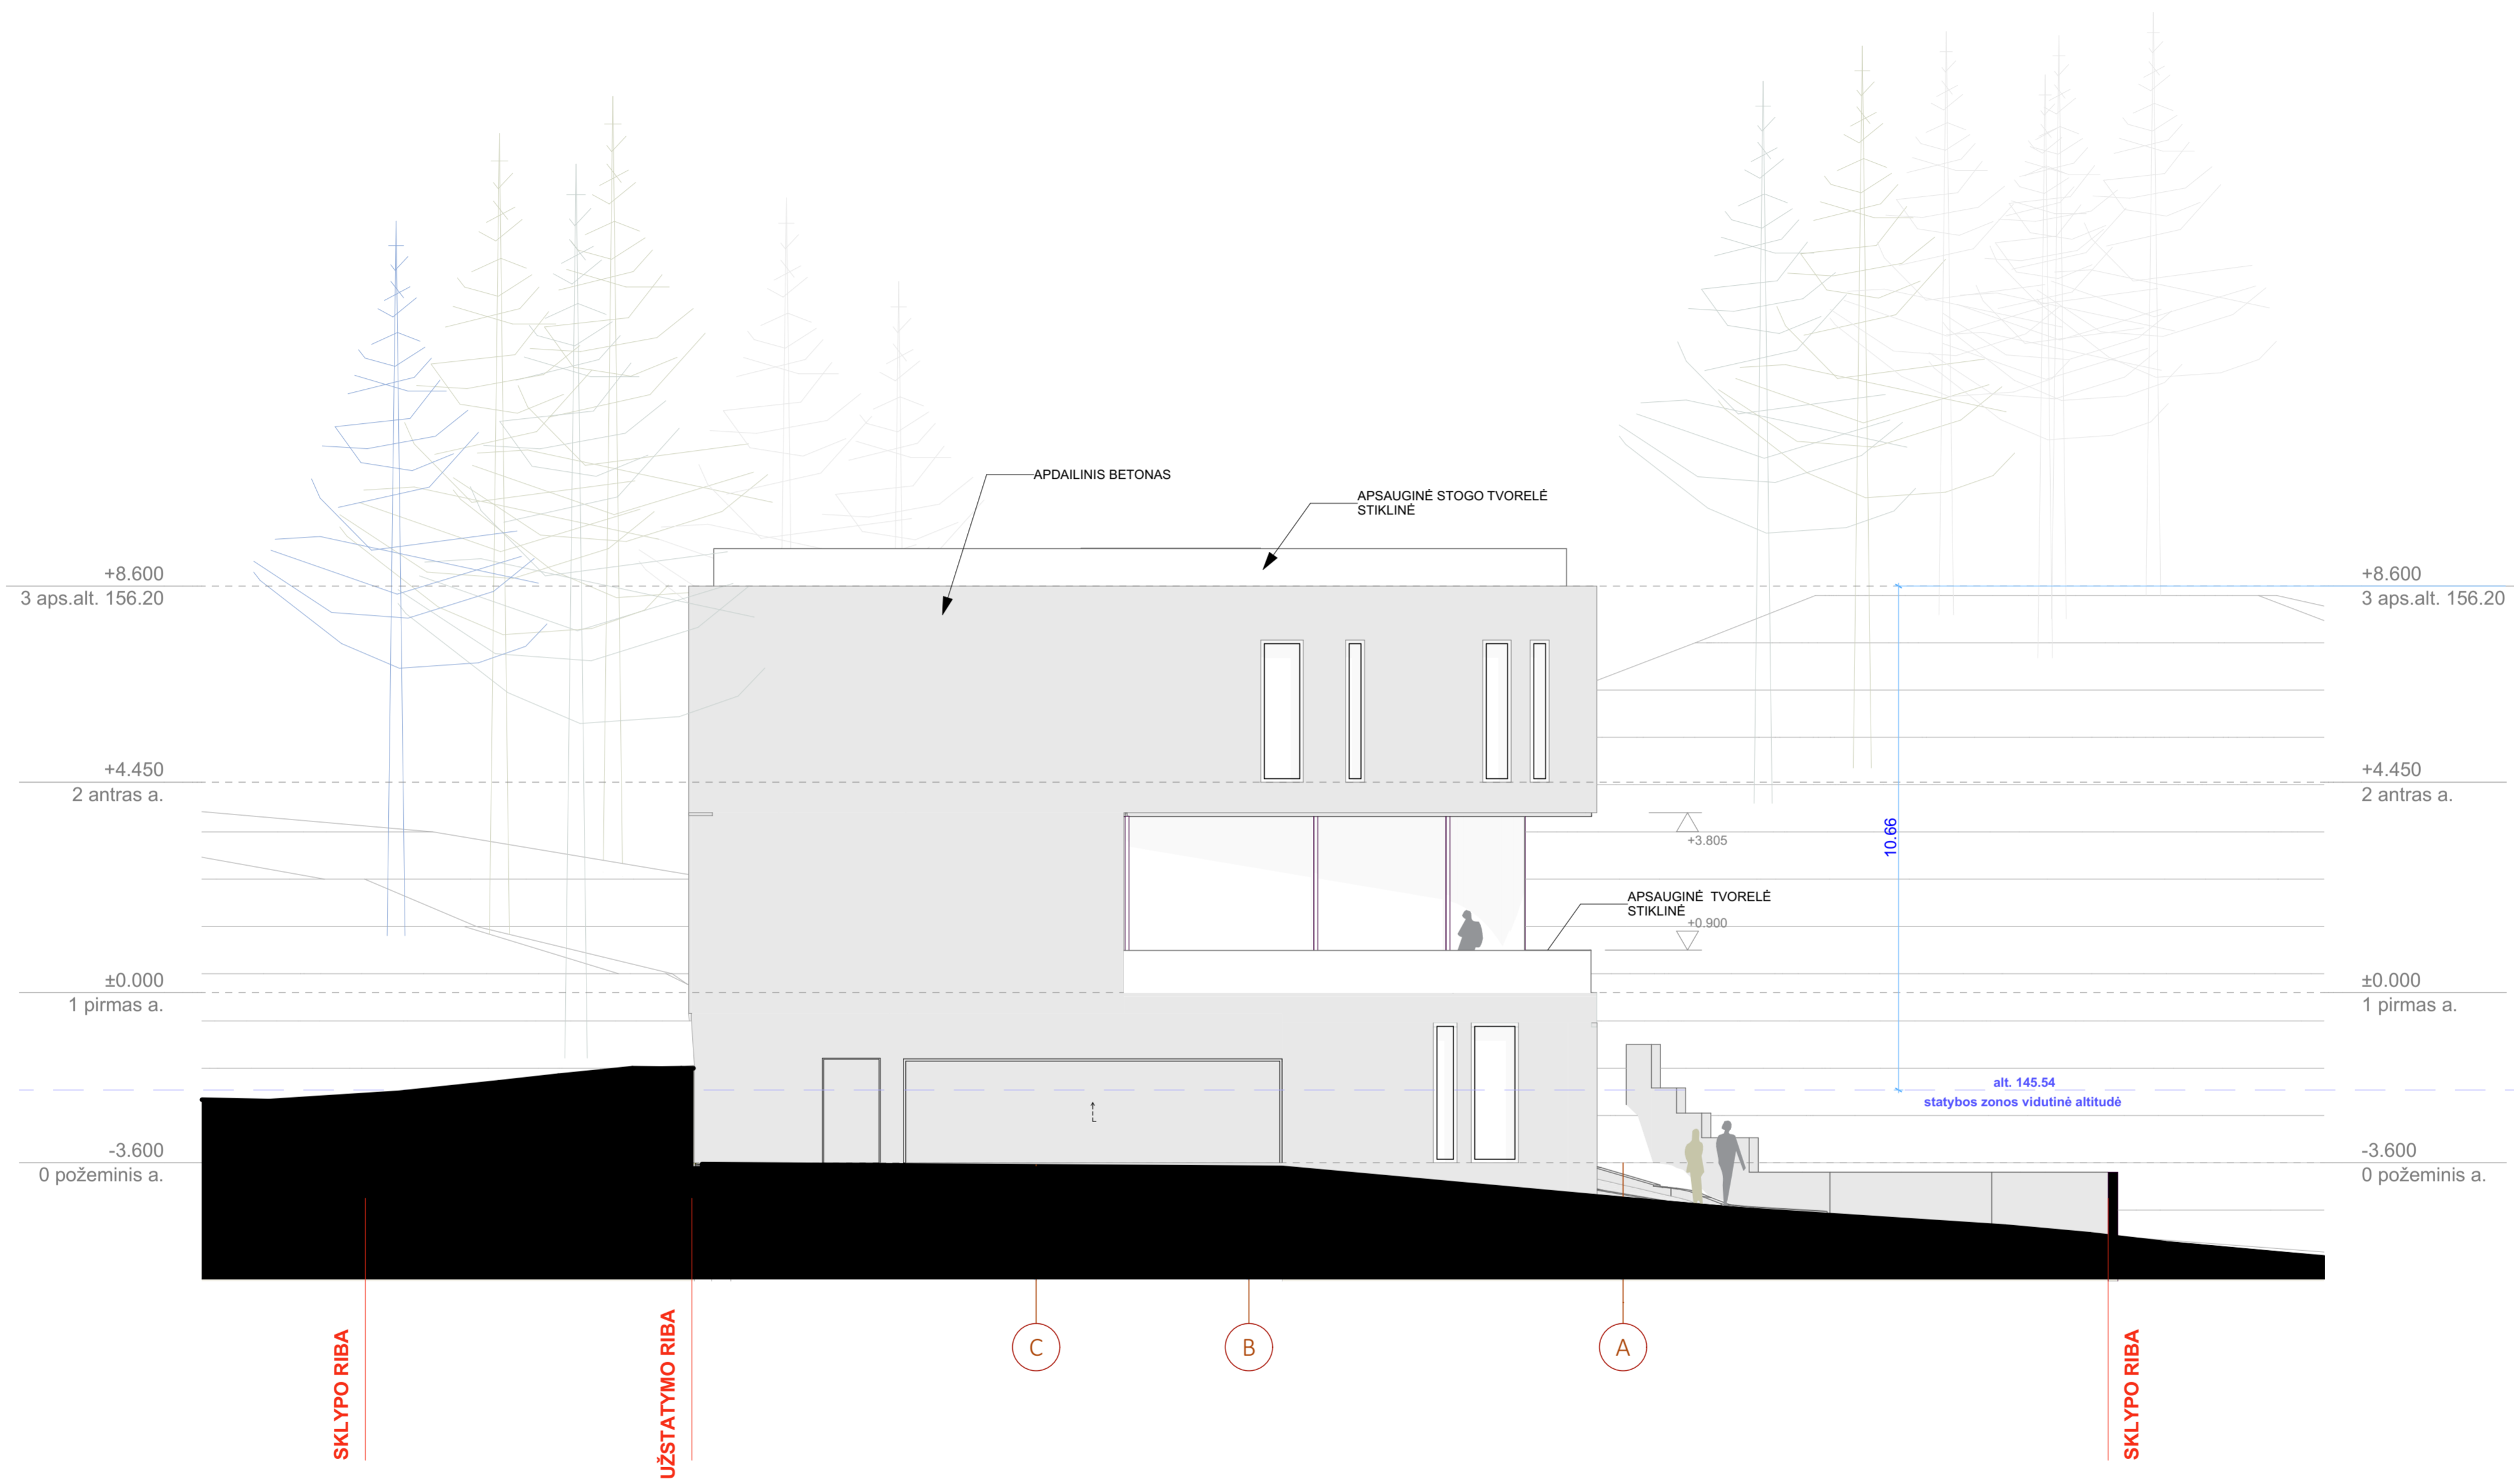 APDAILINIS BETONAS
APSAUGINĖ STOGO TVORELĖ
STIKLINĖ
+8.600
3 aps.alt. 156.20
+8.600
3 aps.alt. 156.20
+4.450
2 antras a.
+4.450
2 antras a.
10.66
+3.805
APSAUGINĖ TVORELĖ
STIKLINĖ
+0.900
±0.000
1 pirmas a.
±0.000
1 pirmas a.
alt. 145.54
statybos zonos vidutinė altitudė
-3.600
0 požeminis a.
-3.600
0 požeminis a.
SKLYPO RIBA
UŽSTATYMO RIBA
C
B
A
SKLYPO RIBA